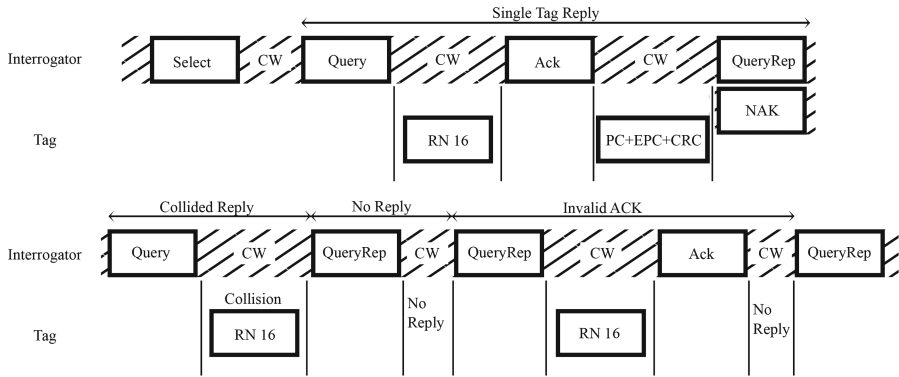 Single Tag Reply
Interrogator
Select
CW
Query
CW
Ack
CW
QueryRep
NAK
Tag
RN 16
PC+EPC+CRC
Collided Reply
No Reply
Invalid ACK
Interrogator
Query
CW
QueryRep
CW
QueryRep
CW
Ack
CW
QueryRep
Tag
Collision
RN 16
No
Reply
RN 16
No
Reply